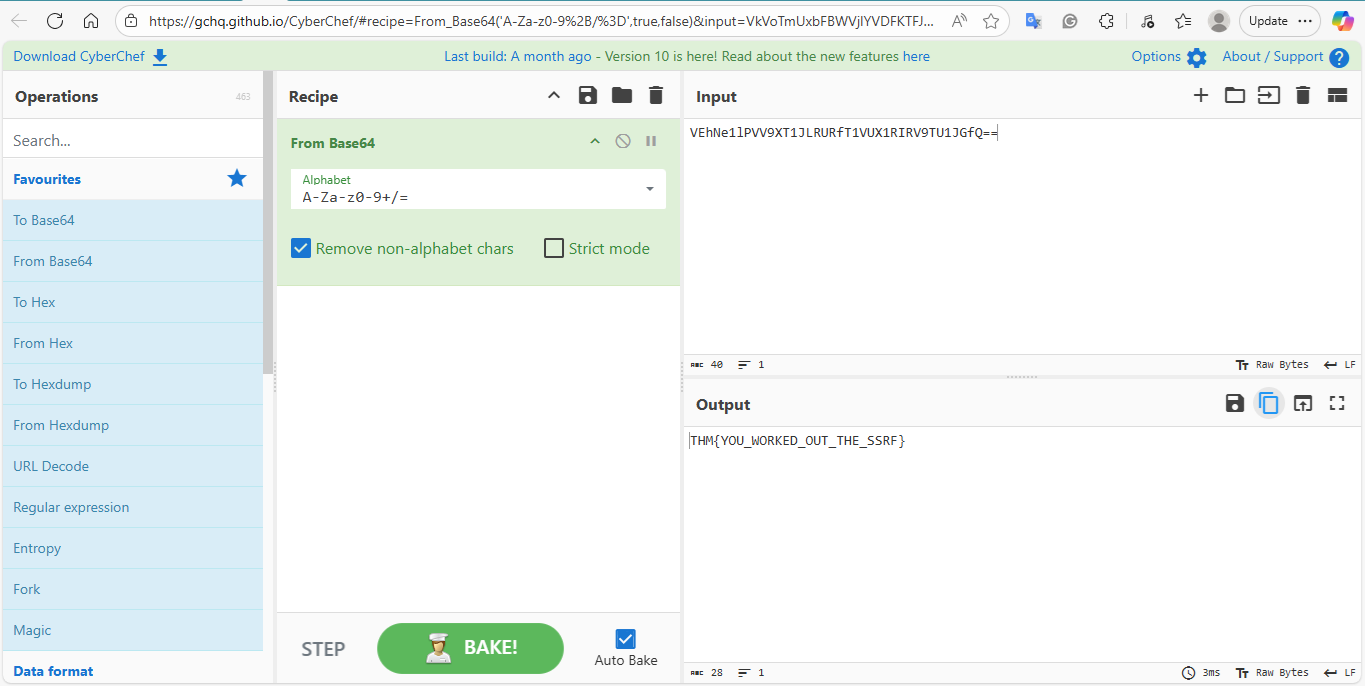 https://gchq.github.io/CyberChef/#recipe=From_Base64('A-Za-z0-9%2B/%3D',true,false)&input=VkVoTmUxbFBWVjlYVDFKTFJ...
Update
Download CyberChef
Last build: A month ago - Version 10 is here! Read about the new features here
Options
About / Support
Operations
463
Search...
Favourites
To Base64
From Base64
To Hex
From Hex
To Hexdump
From Hexdump
URL Decode
Regular expression
Entropy
Fork
Magic
Data format
Recipe
From Base64
Alphabet
A-Za-z0-9+/=
Remove non-alphabet chars
Strict mode
STEP
BAKE!
Auto Bake
Input
VEhNe1lPVV9XT1JLRURfT1VUX1RIRV9TU1JGfQ==
ABC 40
1
Tт Raw Bytes
LF
Output
THM{YOU_WORKED_OUT_THE_SSRF}
ABC 28
1
3ms
Tт Raw Bytes
LF